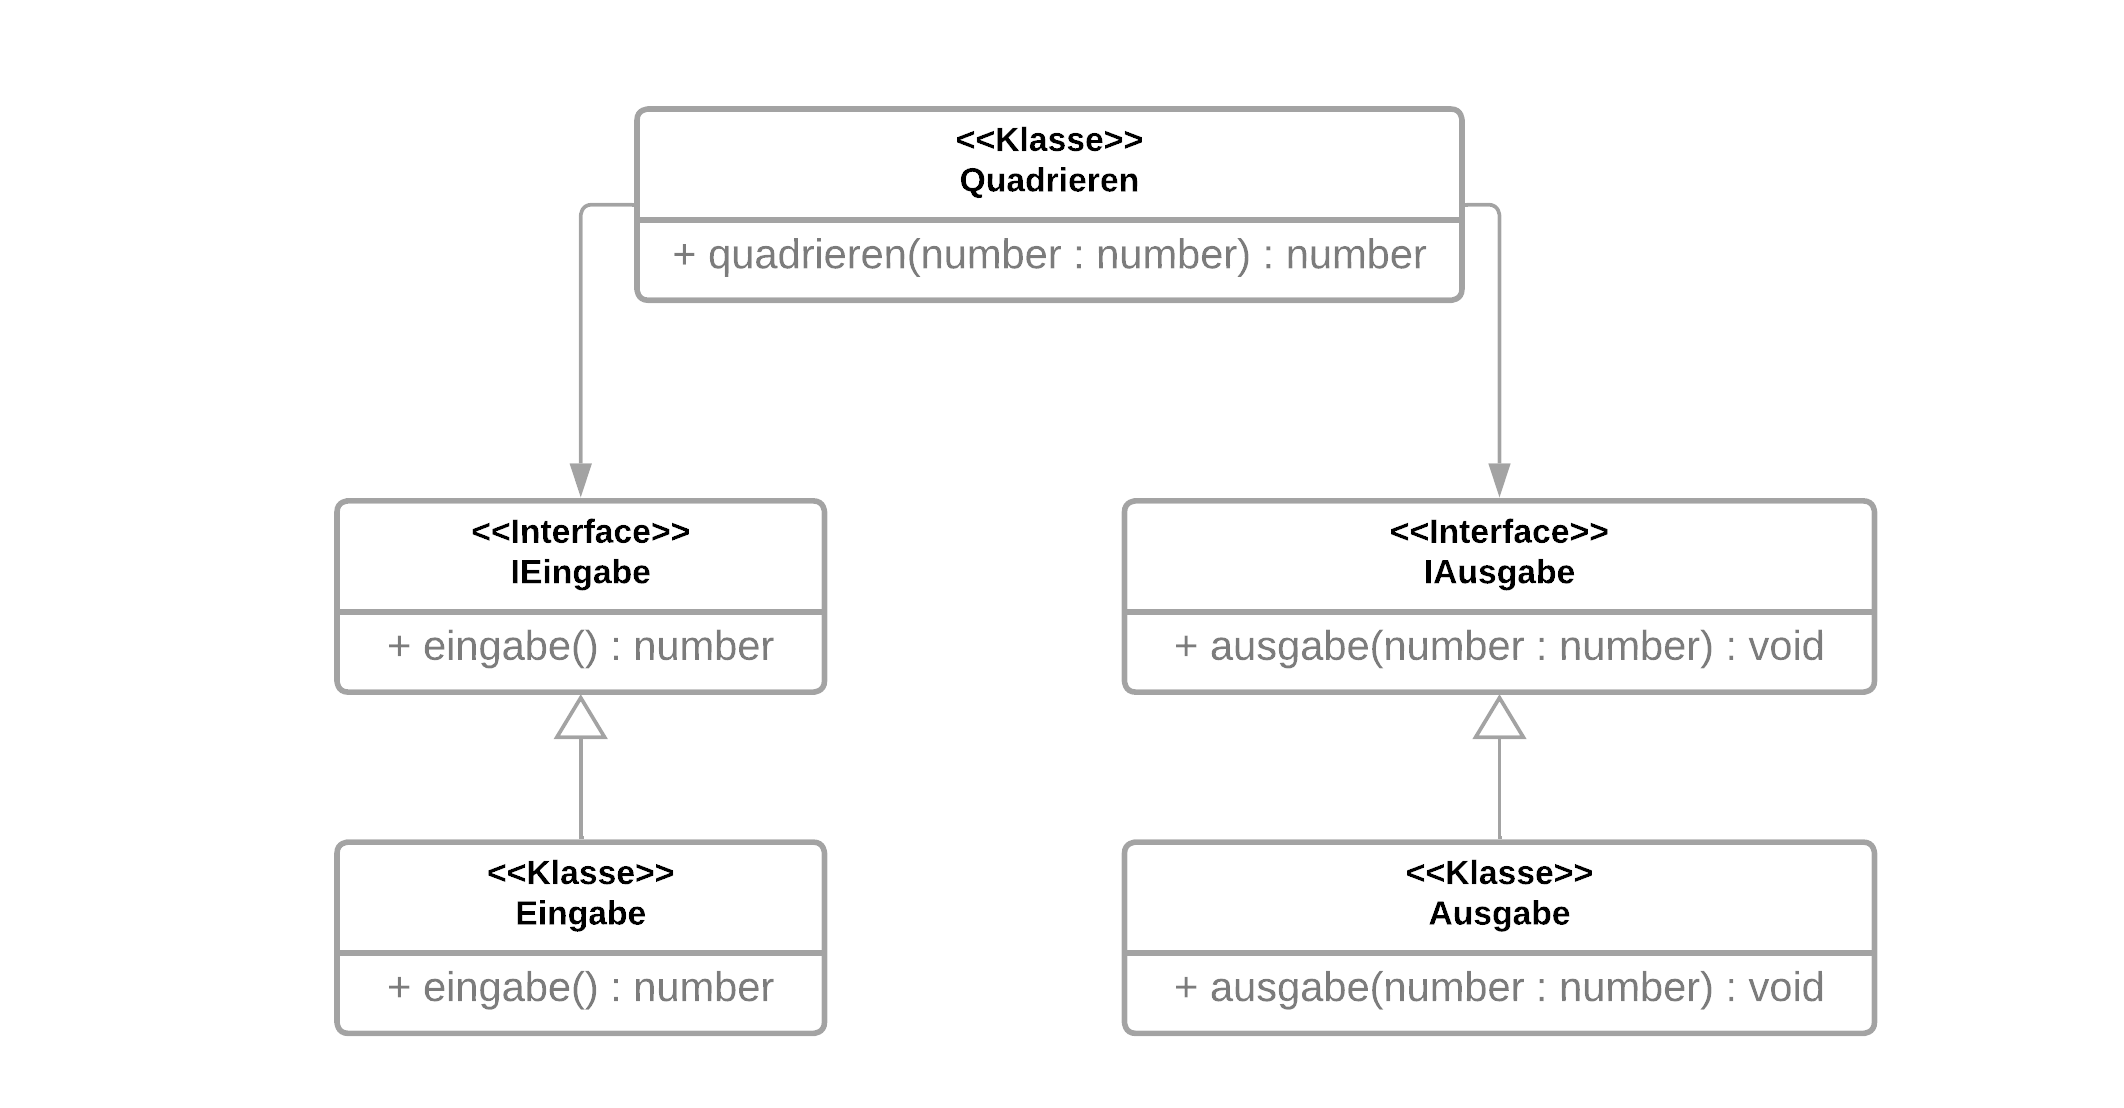 <<Klasse>>
Quadrieren
+ quadrieren(number : number) : number
<<Interface>>
IEingabe
+ eingabe() : number
<<Interface>>
IAusgabe
+ ausgabe(number : number) : void
<<Klasse>>
Eingabe
+ eingabe() : number
<<Klasse>>
Ausgabe
+ ausgabe(number : number) : void